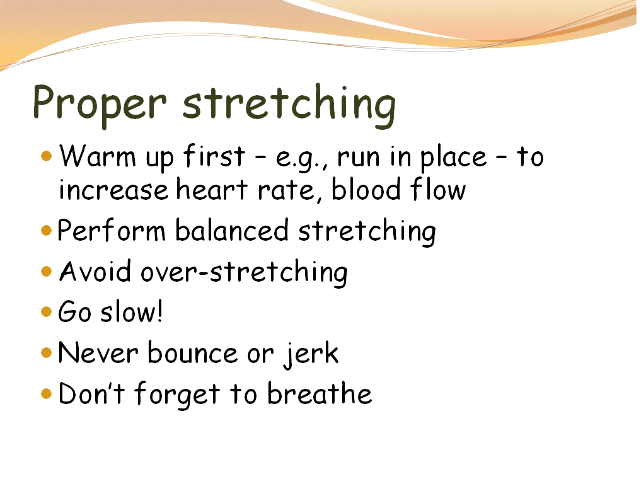 Proper stretching
Warm up first – e.g., run in place – to
increase heart rate, blood flow
Perform balanced stretching
Avoid over-stretching
Go slow!
Never bounce or jerk
Don't forget to breathe